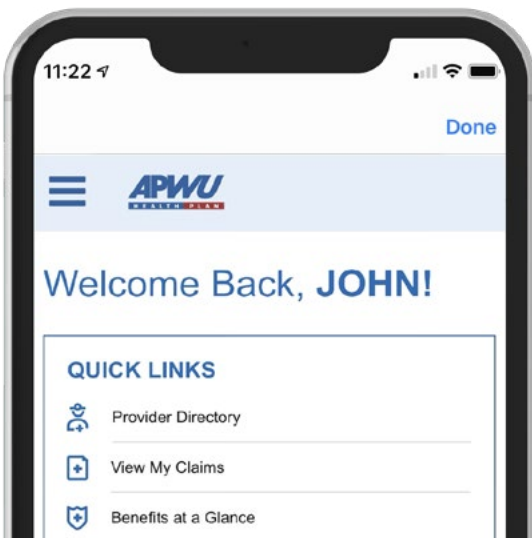 11:22
Done
APWU
HEALTH PLAN
Welcome Back, JOHN!
QUICK LINKS
Provider Directory
View My Claims
Benefits at a Glance